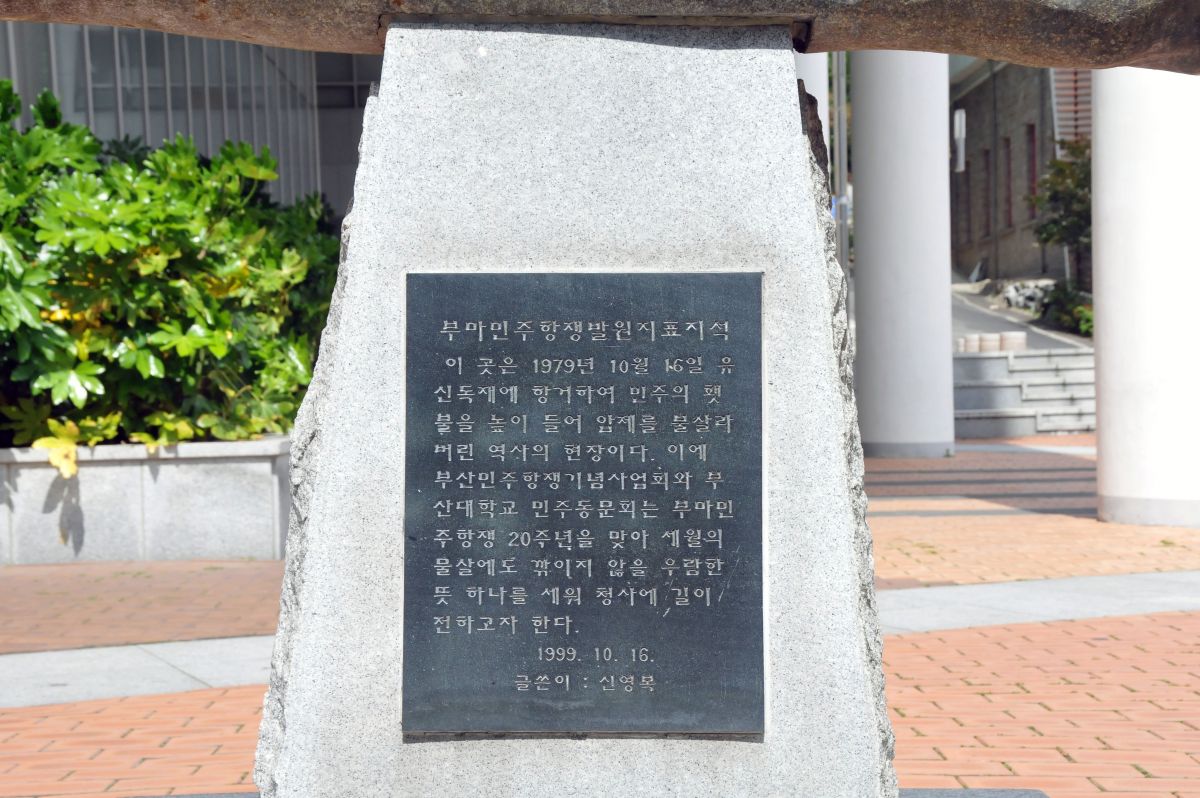 부마민주항쟁발원지표지석
이 곳은 1979년 10월 16일 유
신독재에 항거하여 민주의 횃
불을 높이 들어 압제를 불살라
버린 역사의 현장이다. 이에
부산민주항쟁기념사업회와 부
산대학교 민주동문회는 부마민
주항쟁 20주년을 맞아 세월의
물살에도 깎이지 않을 우람한
뜻 하나를 세워 청사에 길이
전하고자 한다.
1999. 10. 16.
글쓴이 : 신영복